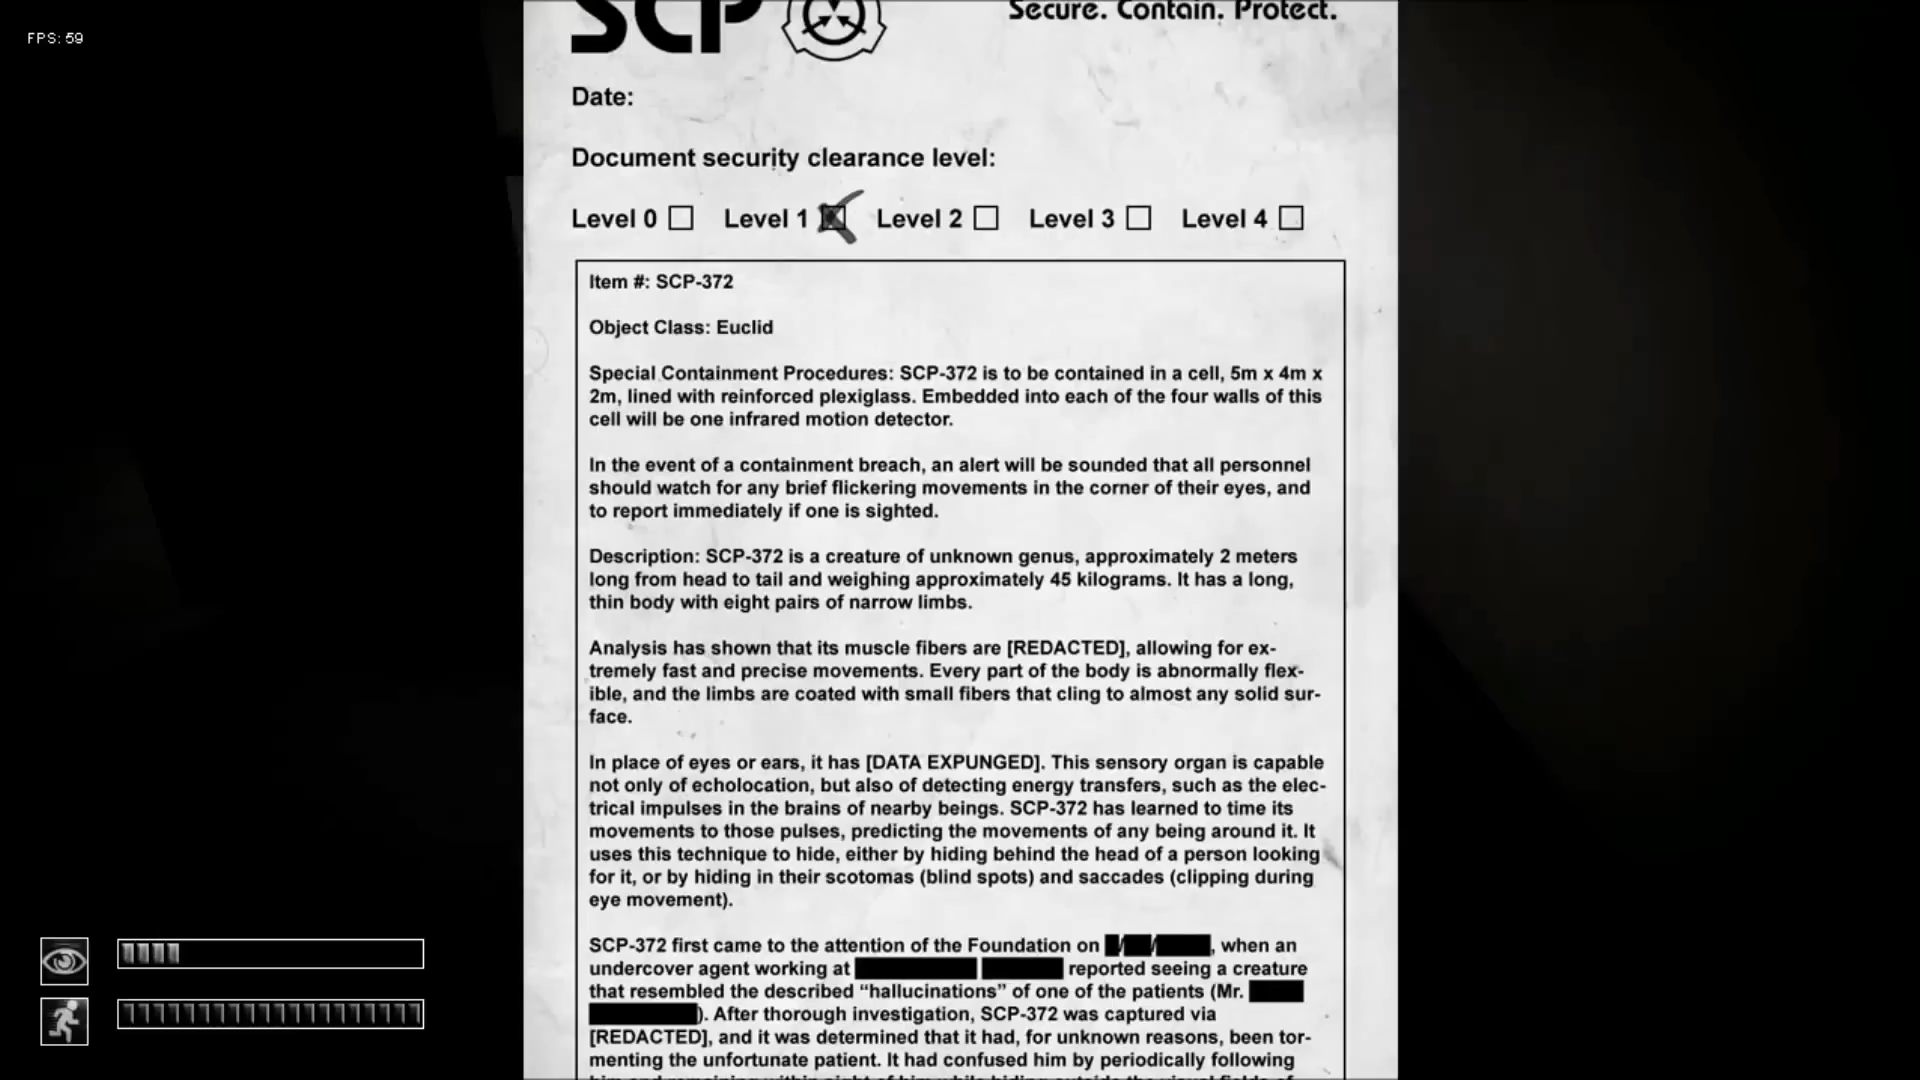 FPS: 59
SCP
Secure. Contain. Protect.
Date:
Document security clearance level:
Level 0 Level 1 Level 2 Level 3 Level 4
Item #: SCP-372
Object Class: Euclid
Special Containment Procedures: SCP-372 is to be contained in a cell, 5m x 4m x
2m, lined with reinforced plexiglass. Embedded into each of the four walls of this
cell will be one infrared motion detector.
In the event of a containment breach, an alert will be sounded that all personnel
should watch for any brief flickering movements in the corner of their eyes, and
to report immediately if one is sighted.
Description: SCP-372 is a creature of unknown genus, approximately 2 meters
long from head to tail and weighing approximately 45 kilograms. It has a long,
thin body with eight pairs of narrow limbs.
Analysis has shown that its muscle fibers are [REDACTED], allowing for ex-
tremely fast and precise movements. Every part of the body is abnormally flex-
ible, and the limbs are coated with small fibers that cling to almost any solid sur-
face.
In place of eyes or ears, it has [DATA EXPUNGED]. This sensory organ is capable
not only of echolocation, but also of detecting energy transfers, such as the elec-
trical impulses in the brains of nearby beings. SCP-372 has learned to time its
movements to those pulses, predicting the movements of any being around it. It
uses this technique to hide, either by hiding behind the head of a person looking
for it, or by hiding in their scotomas (blind spots) and saccades (clipping during
eye movement).
SCP-372 first came to the attention of the Foundation on / / , when an
undercover agent working at reported seeing a creature
that resembled the described “hallucinations” of one of the patients (Mr.
). After thorough investigation, SCP-372 was captured via
[REDACTED], and it was determined that it had, for unknown reasons, been tor-
menting the unfortunate patient. It had confused him by periodically following
him and remaining within sight of him while hiding outside the visual fields of